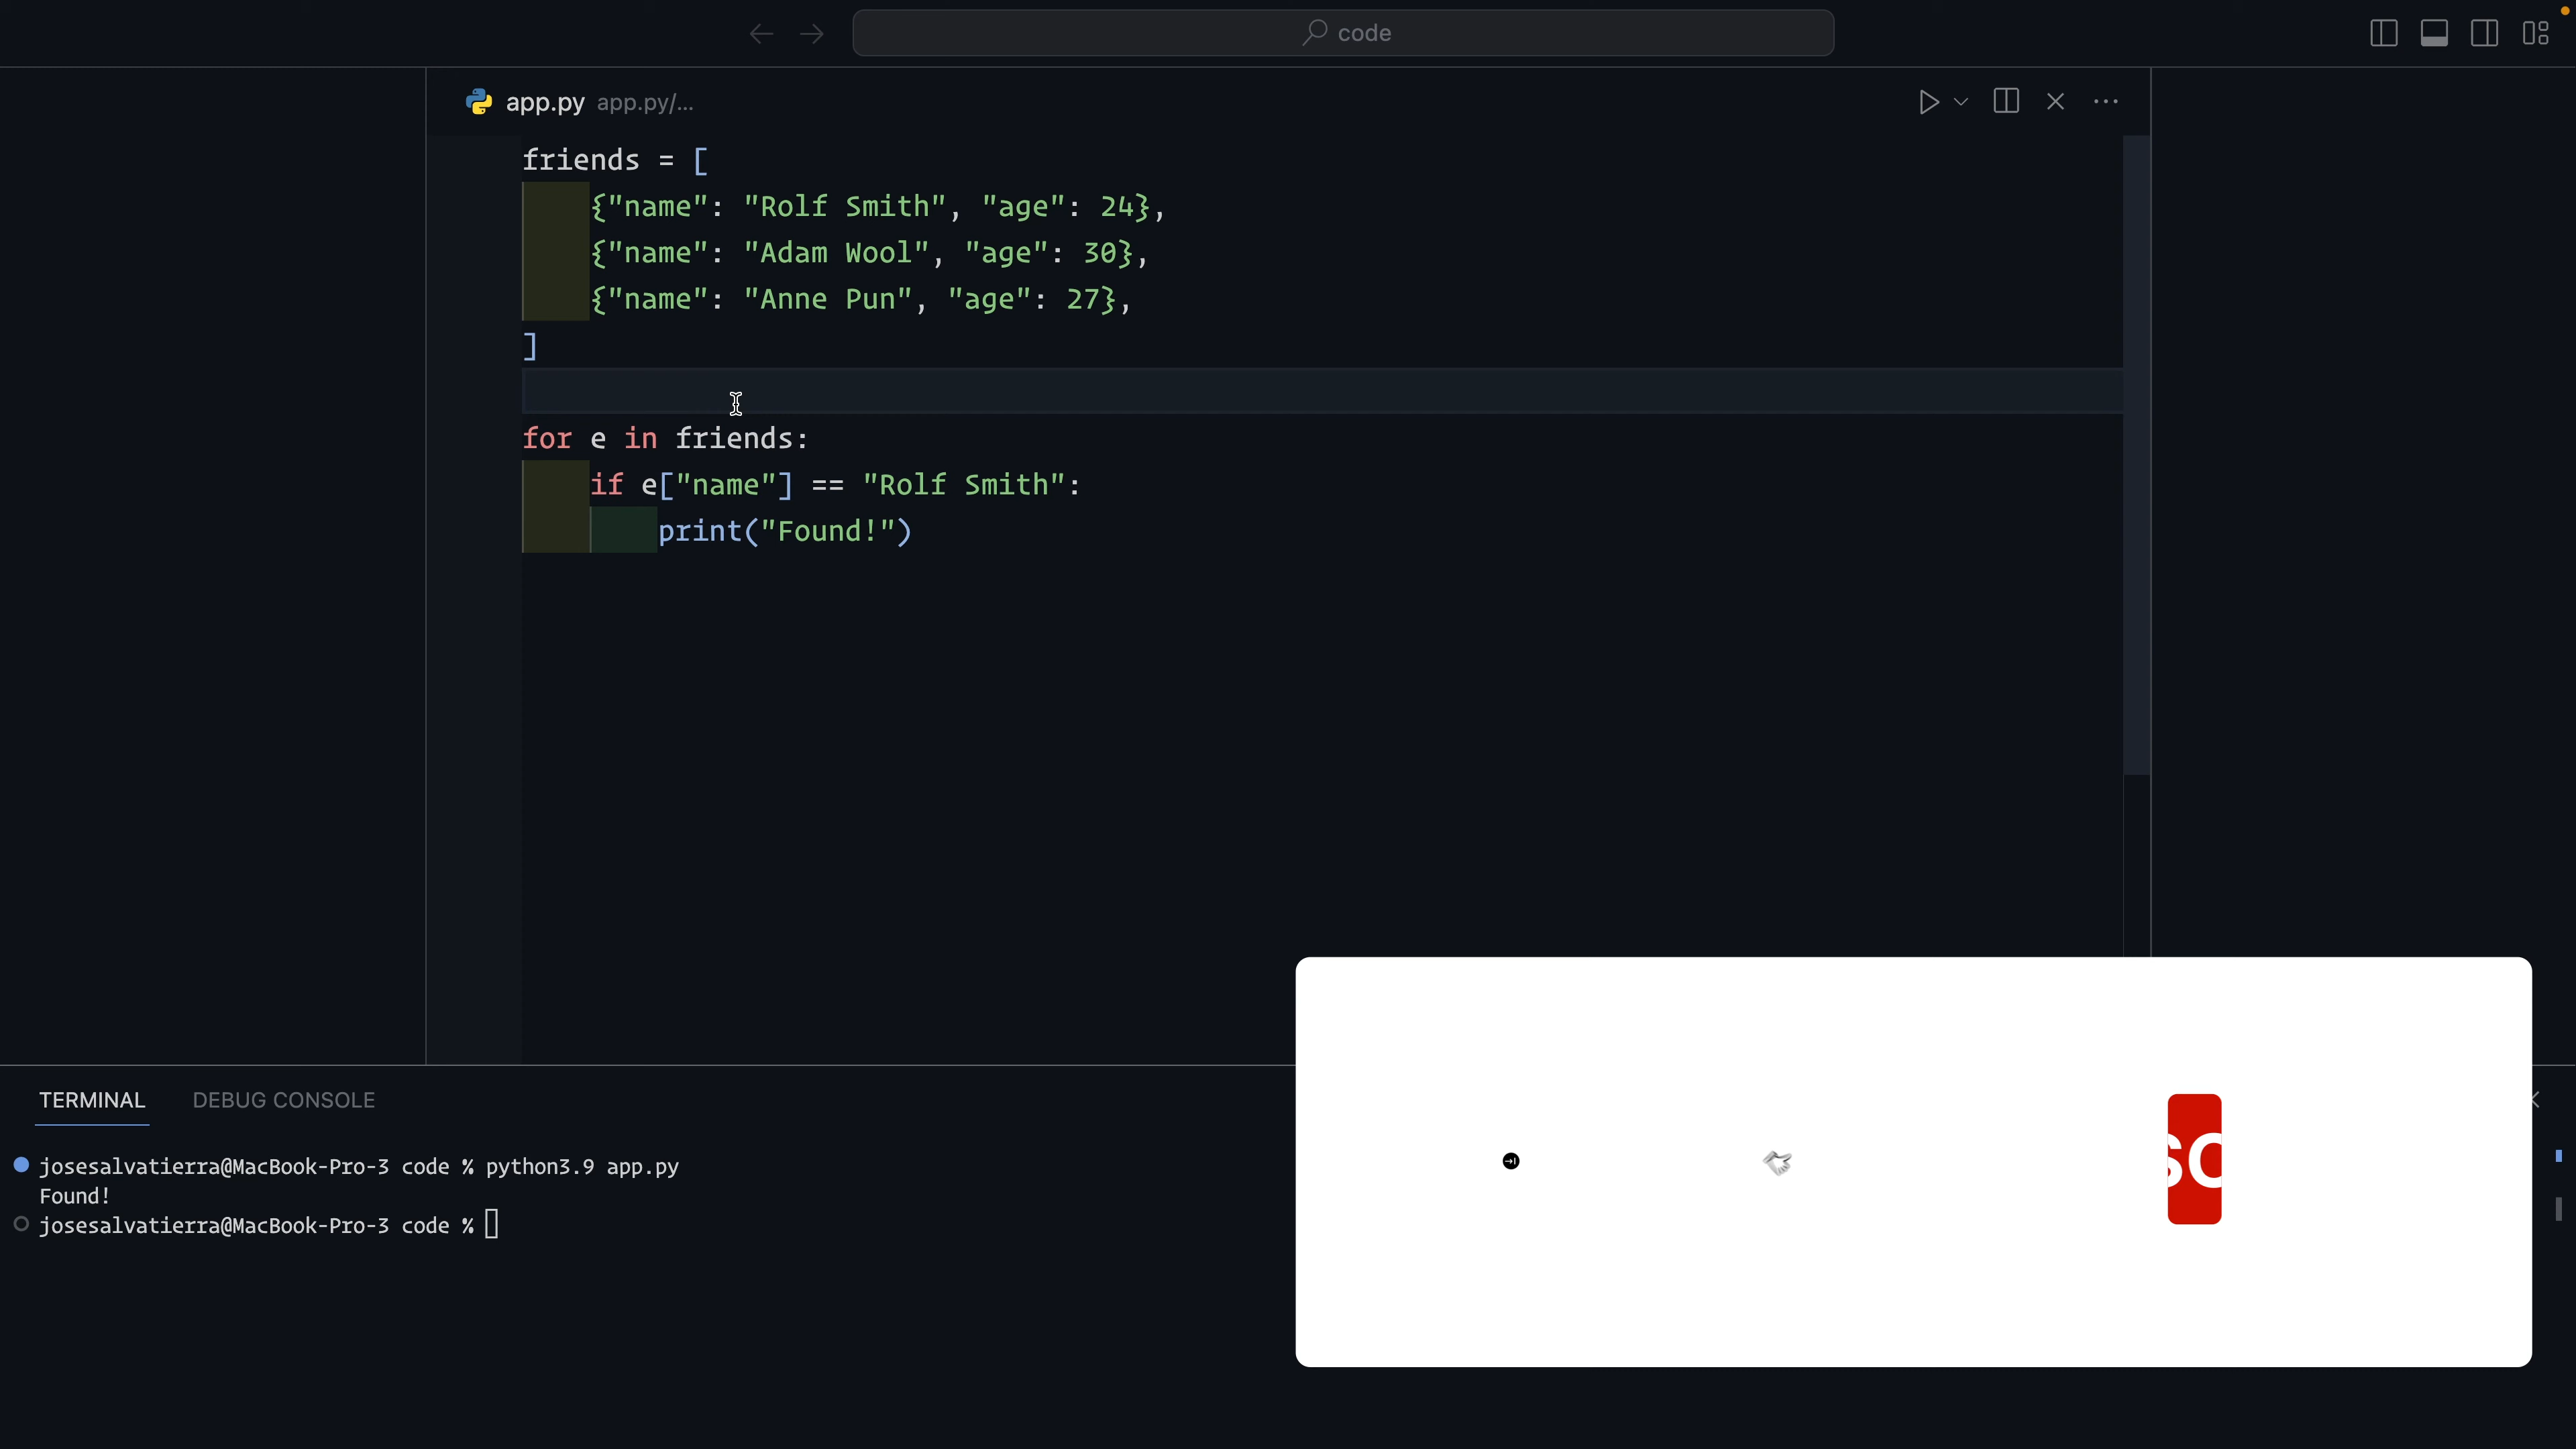 code
app.py app.py/...
friends = [
    {"name": "Rolf Smith", "age": 24},
    {"name": "Adam Wool", "age": 30},
    {"name": "Anne Pun", "age": 27},
]
for e in friends:
    if e["name"] == "Rolf Smith":
        print("Found!")
TERMINAL DEBUG CONSOLE
josesalvatierra@MacBook-Pro-3 code % python3.9 app.py
Found!
josesalvatierra@MacBook-Pro-3 code %